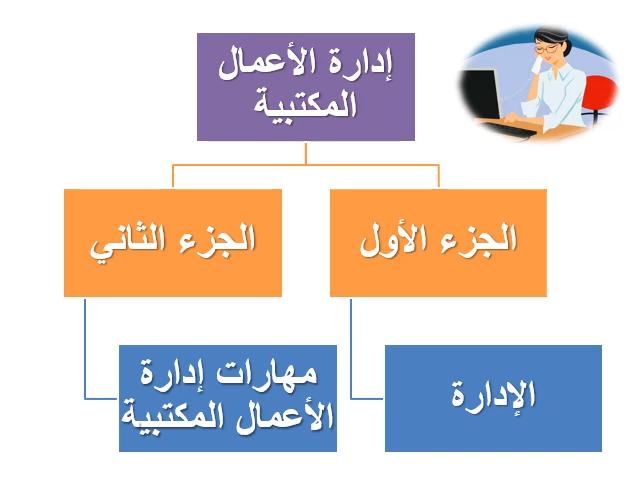 إدارة الأعمال
المكتبية
الجزء الأول
الجزء الثاني
الإدارة
مهارات إدارة
الأعمال المكتبية